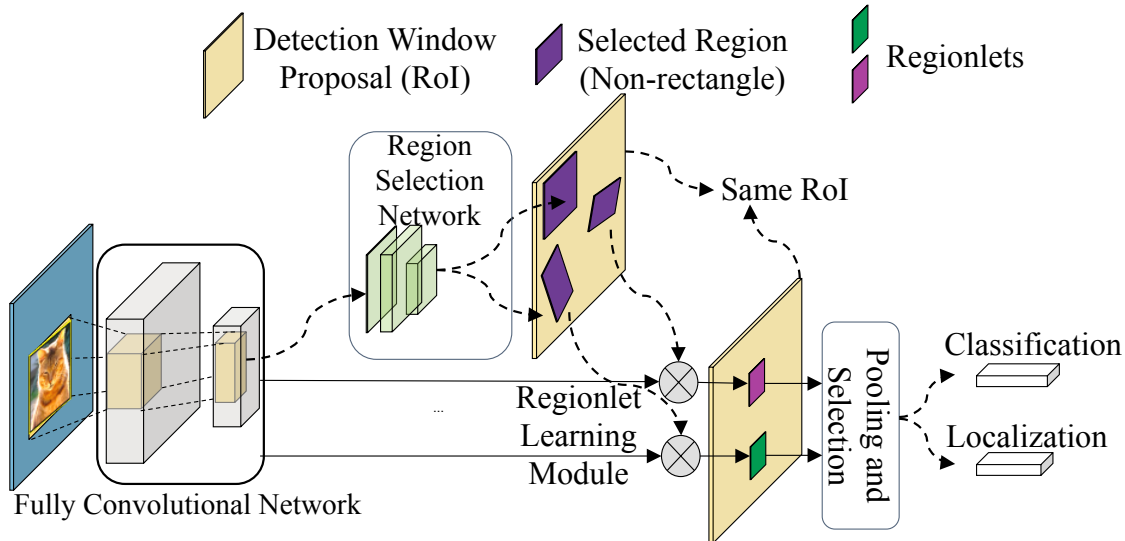 Detection Window
Proposal (RoI)
Selected Region
(Non-rectangle)
Regionlets
Region
Selection
Network
Same RoI
Fully Convolutional Network
...
Regionlet
Learning
Module
Pooling and
Selection
Classification
Localization